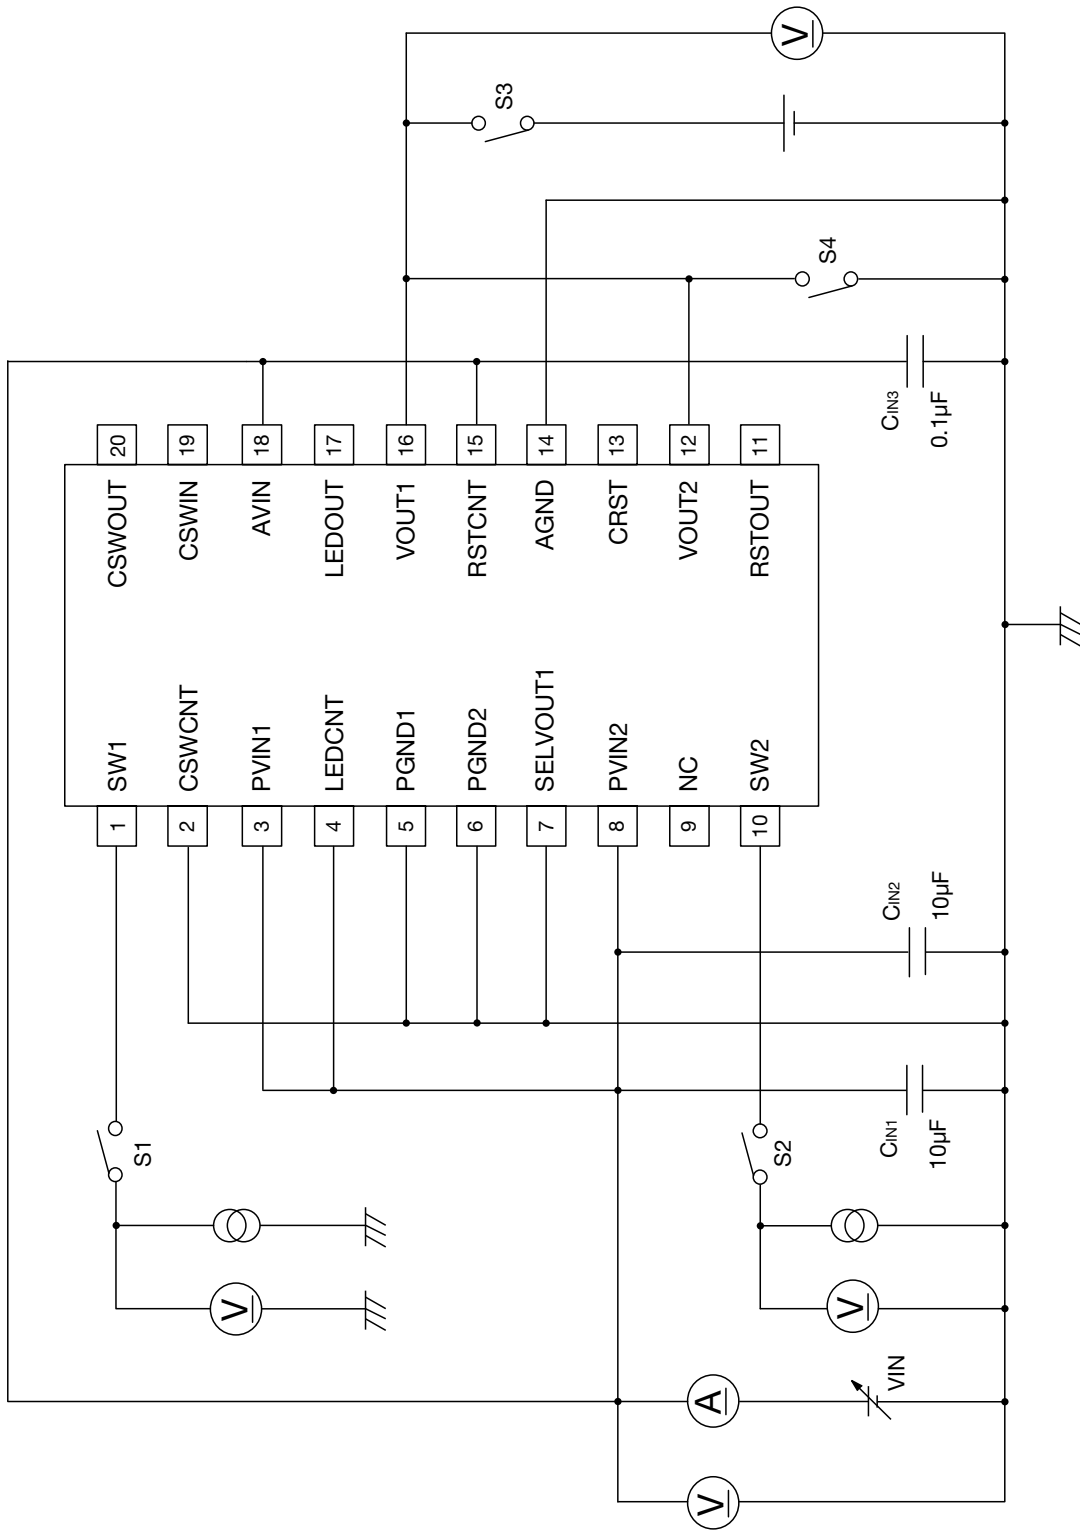 SW1
CSWCNT
PVIN1
LEDCNT
PGND1
PGND2
SELVOUT1
PVIN2
NC
SW2
CSWOUT
CSWIN
AVIN
LEDOUT
VOUT1
RSTCNT
AGND
CRST
VOUT2
RSTOUT
1
2
3
4
5
6
7
8
9
10
20
19
18
17
16
15
14
13
12
11
S1
S2
S3
S4
V
V
V
A
V
VIN
CIN1
10µF
CIN2
10µF
CIN3
0.1µF